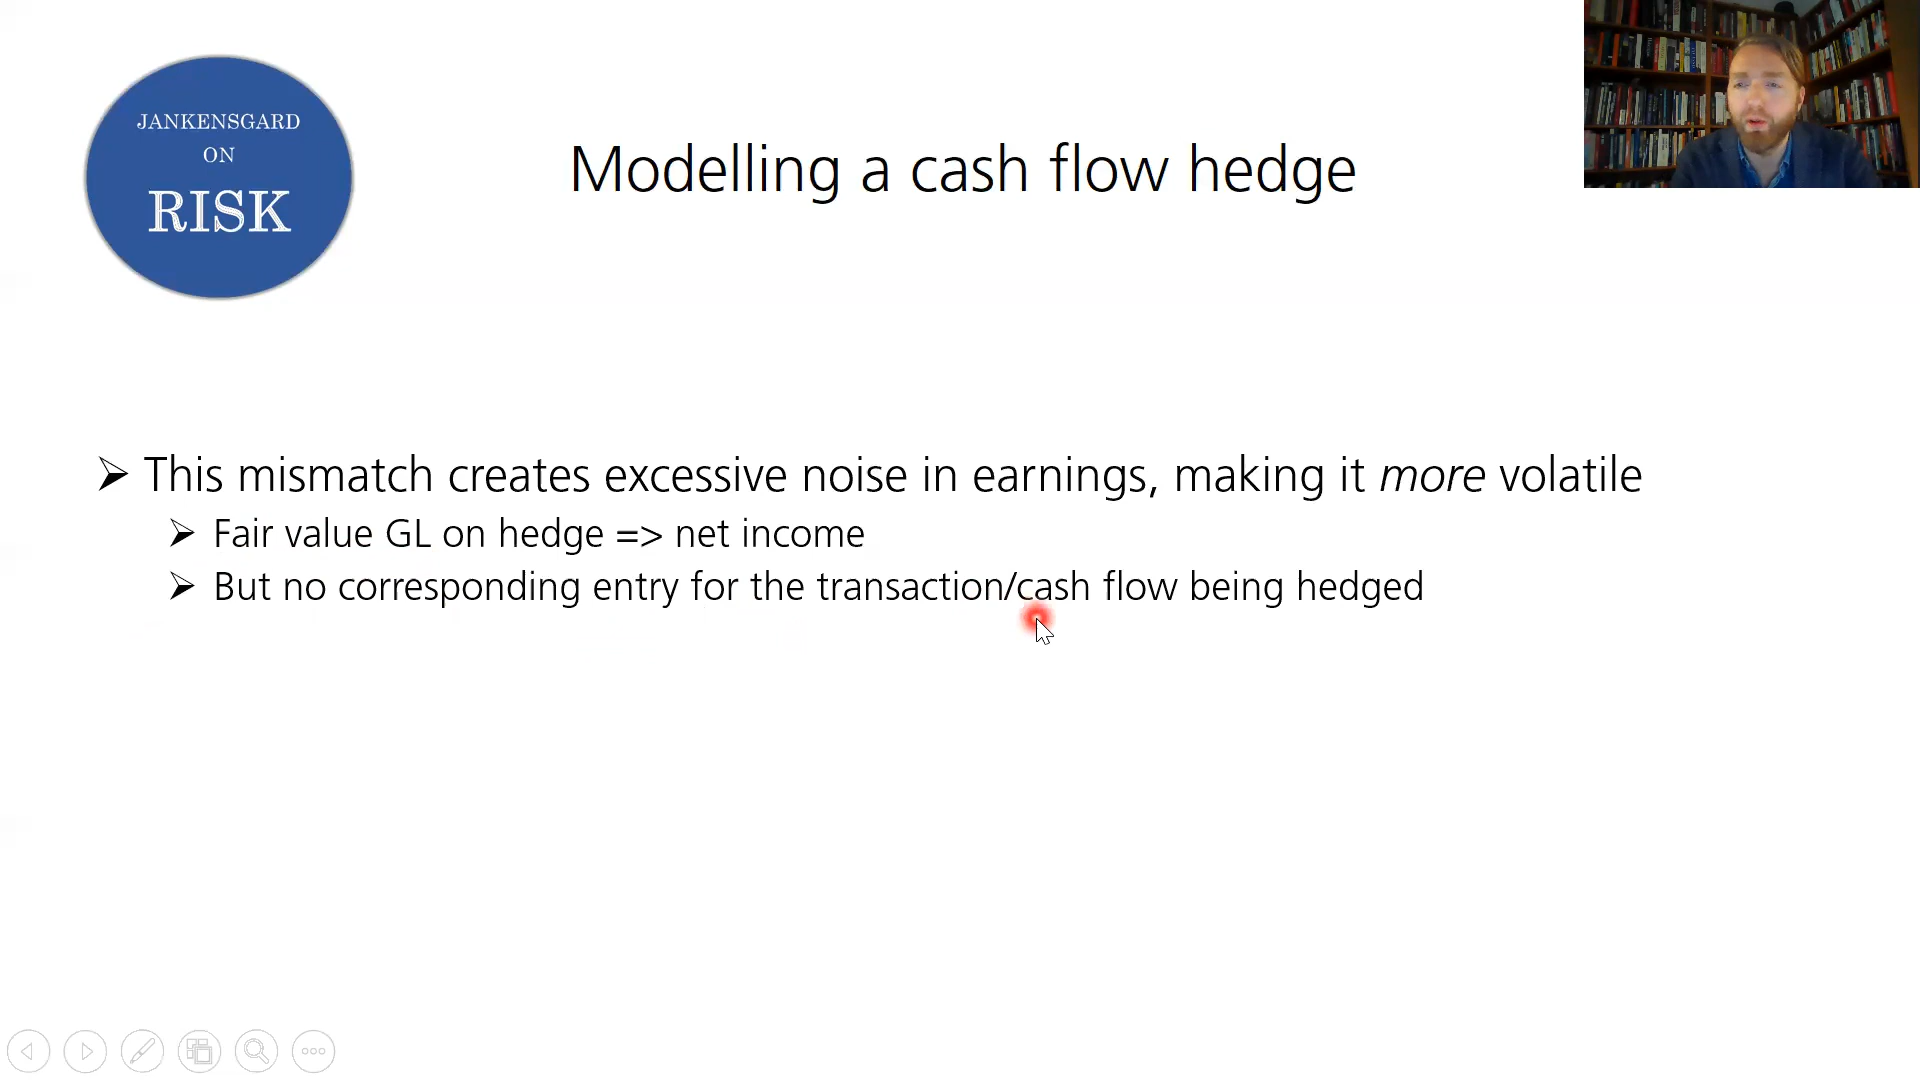 JANKENSGARD
ON
RISK
Modelling a cash flow hedge
This mismatch creates excessive noise in earnings, making it more volatile
Fair value GL on hedge => net income
But no corresponding entry for the transaction/cash flow being hedged